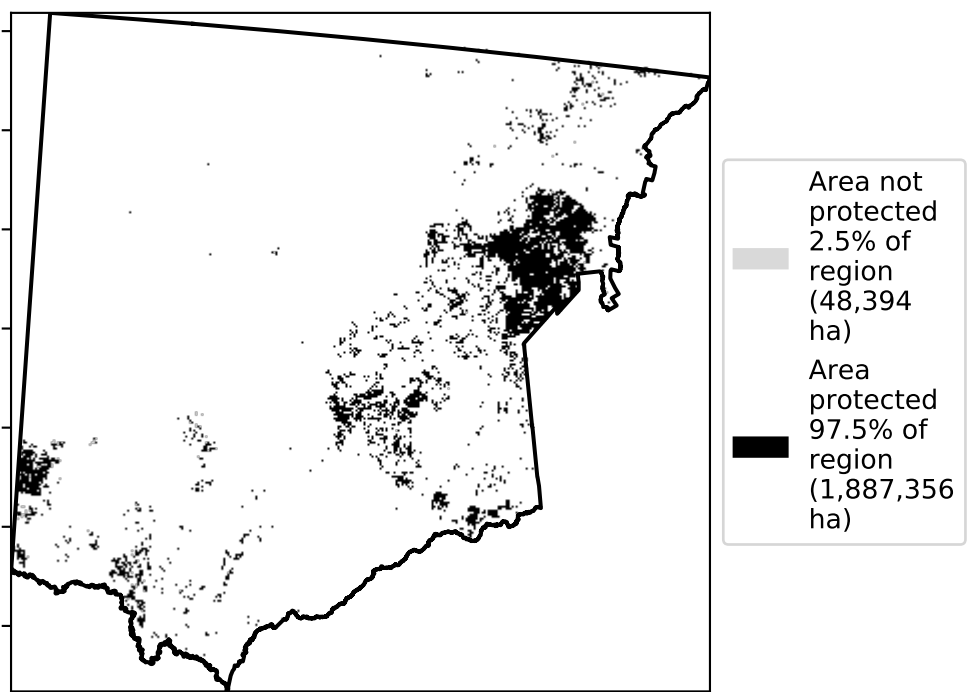 Area not
protected
2.5% of
region
(48,394
ha)
Area
protected
97.5% of
region
(1,887,356
ha)